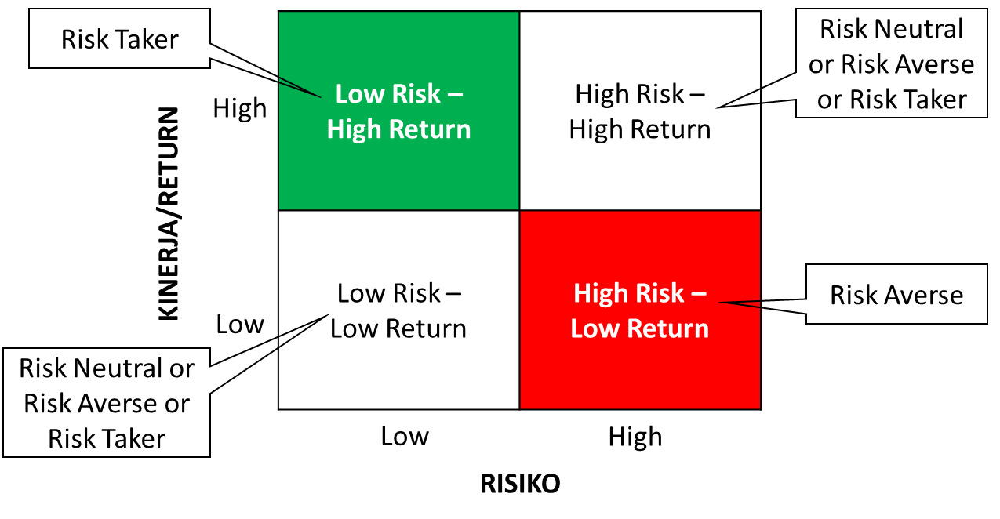 Risk Taker
Risk Neutral
or Risk Averse
or Risk Taker
High
Low Risk –
High Return
High Risk –
High Return
KINERJA/RETURN
Low
Low Risk –
Low Return
High Risk –
Low Return
Risk Averse
Risk Neutral or
Risk Averse or
Risk Taker
Low
High
RISIKO